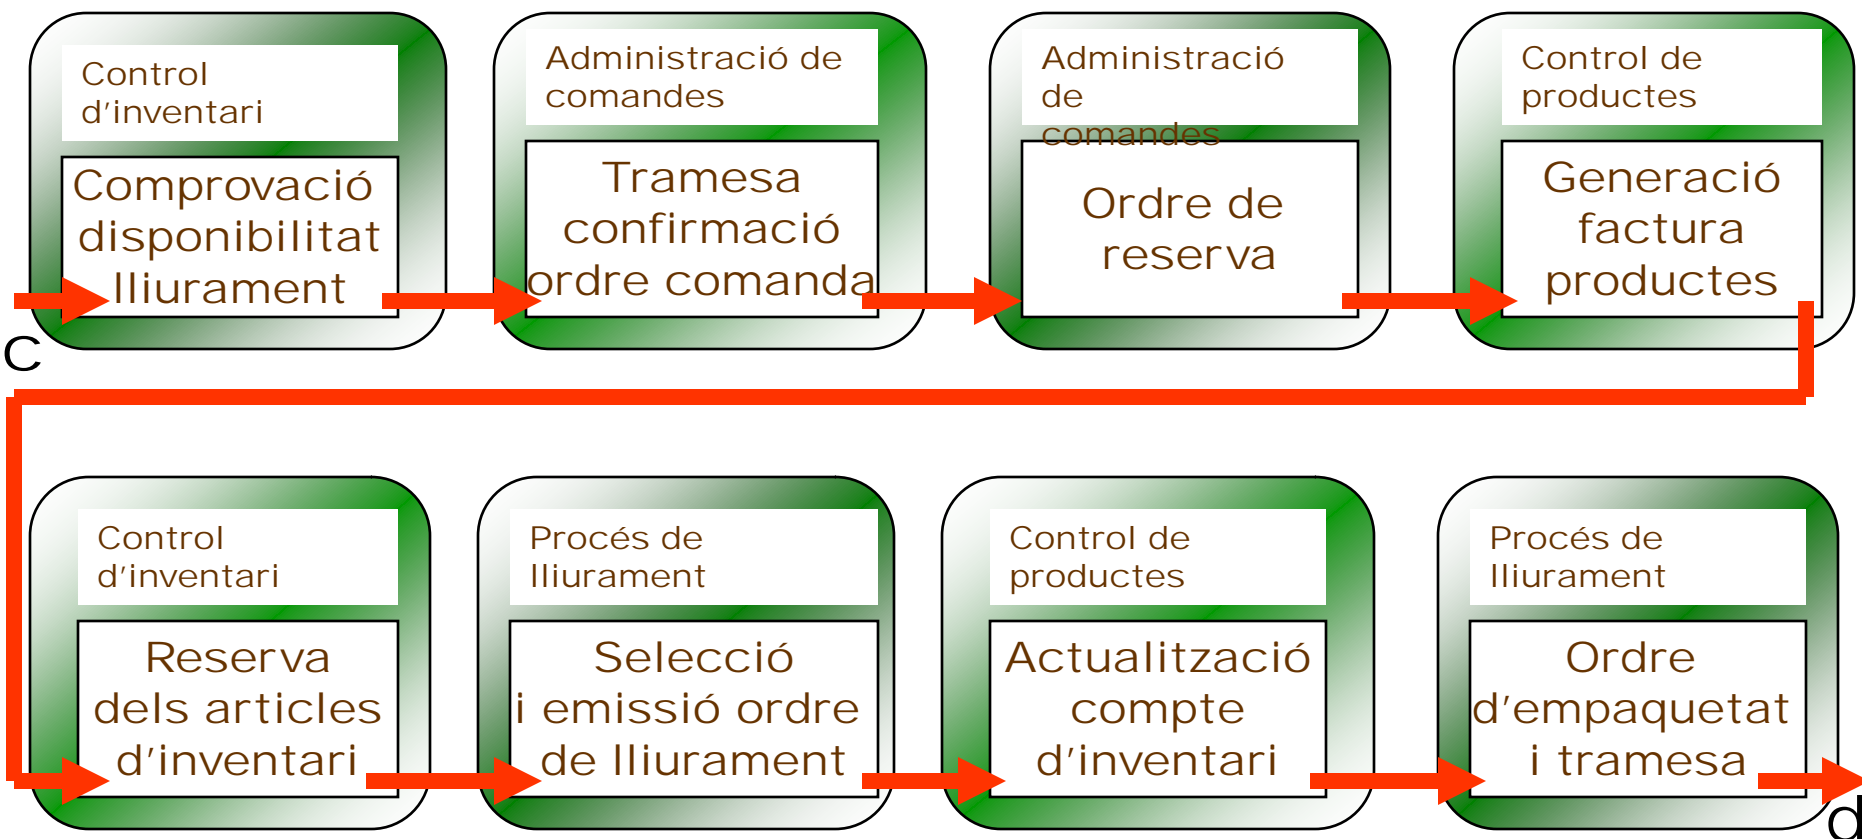 Control
d'inventari
Comprovació
disponibilitat
lliurament
Administració de
comandes
Tramesa
confirmació
ordre comanda
Administració
de
comandes
Ordre de
reserva
Control de
productes
Generació
factura
productes
c
Control
d'inventari
Reserva
dels articles
d'inventari
Procés de
lliurament
Selecció
i emissió ordre
de lliurament
Control de
productes
Actualització
compte
d'inventari
Procés de
lliurament
Ordre
d'empaquetat
i tramesa
d